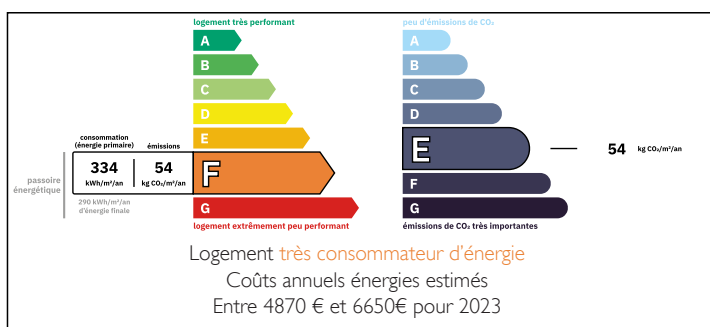 logement très performant
A
B
C
D
E
consommation
(énergie primaire)
émissions
334
kWh/m²/an
54
kg CO₂/m²/an
F
passoire
énergétique
290 kWh/m²/an
d'énergie finale
G
logement extrêmement peu performant
peu d'émissions de CO₂
A
B
C
D
E
54 kg CO₂/m²/an
F
G
émissions de CO₂ très importantes
Logement très consommateur d'énergie
Coûts annuels énergies estimés
Entre 4870 € et 6650€ pour 2023